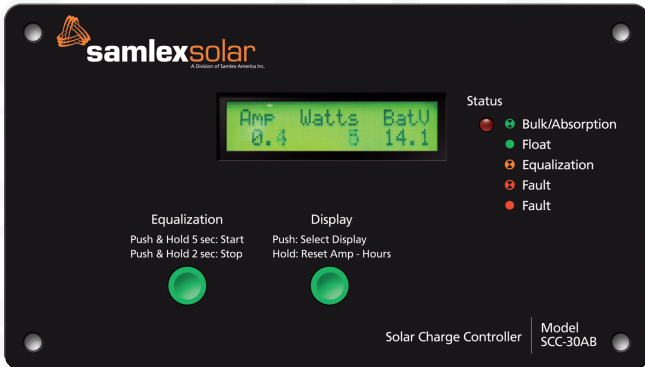 samlexsolar
A Division of Samlex America Inc.
Amp Watts BatV
0.4 5 14.1
Status
Bulk/Absorption
Float
Equalization
Fault
Fault
Equalization
Push & Hold 5 sec: Start
Push & Hold 2 sec: Stop
Display
Push: Select Display
Hold: Reset Amp - Hours
Solar Charge Controller
Model
SCC-30AB